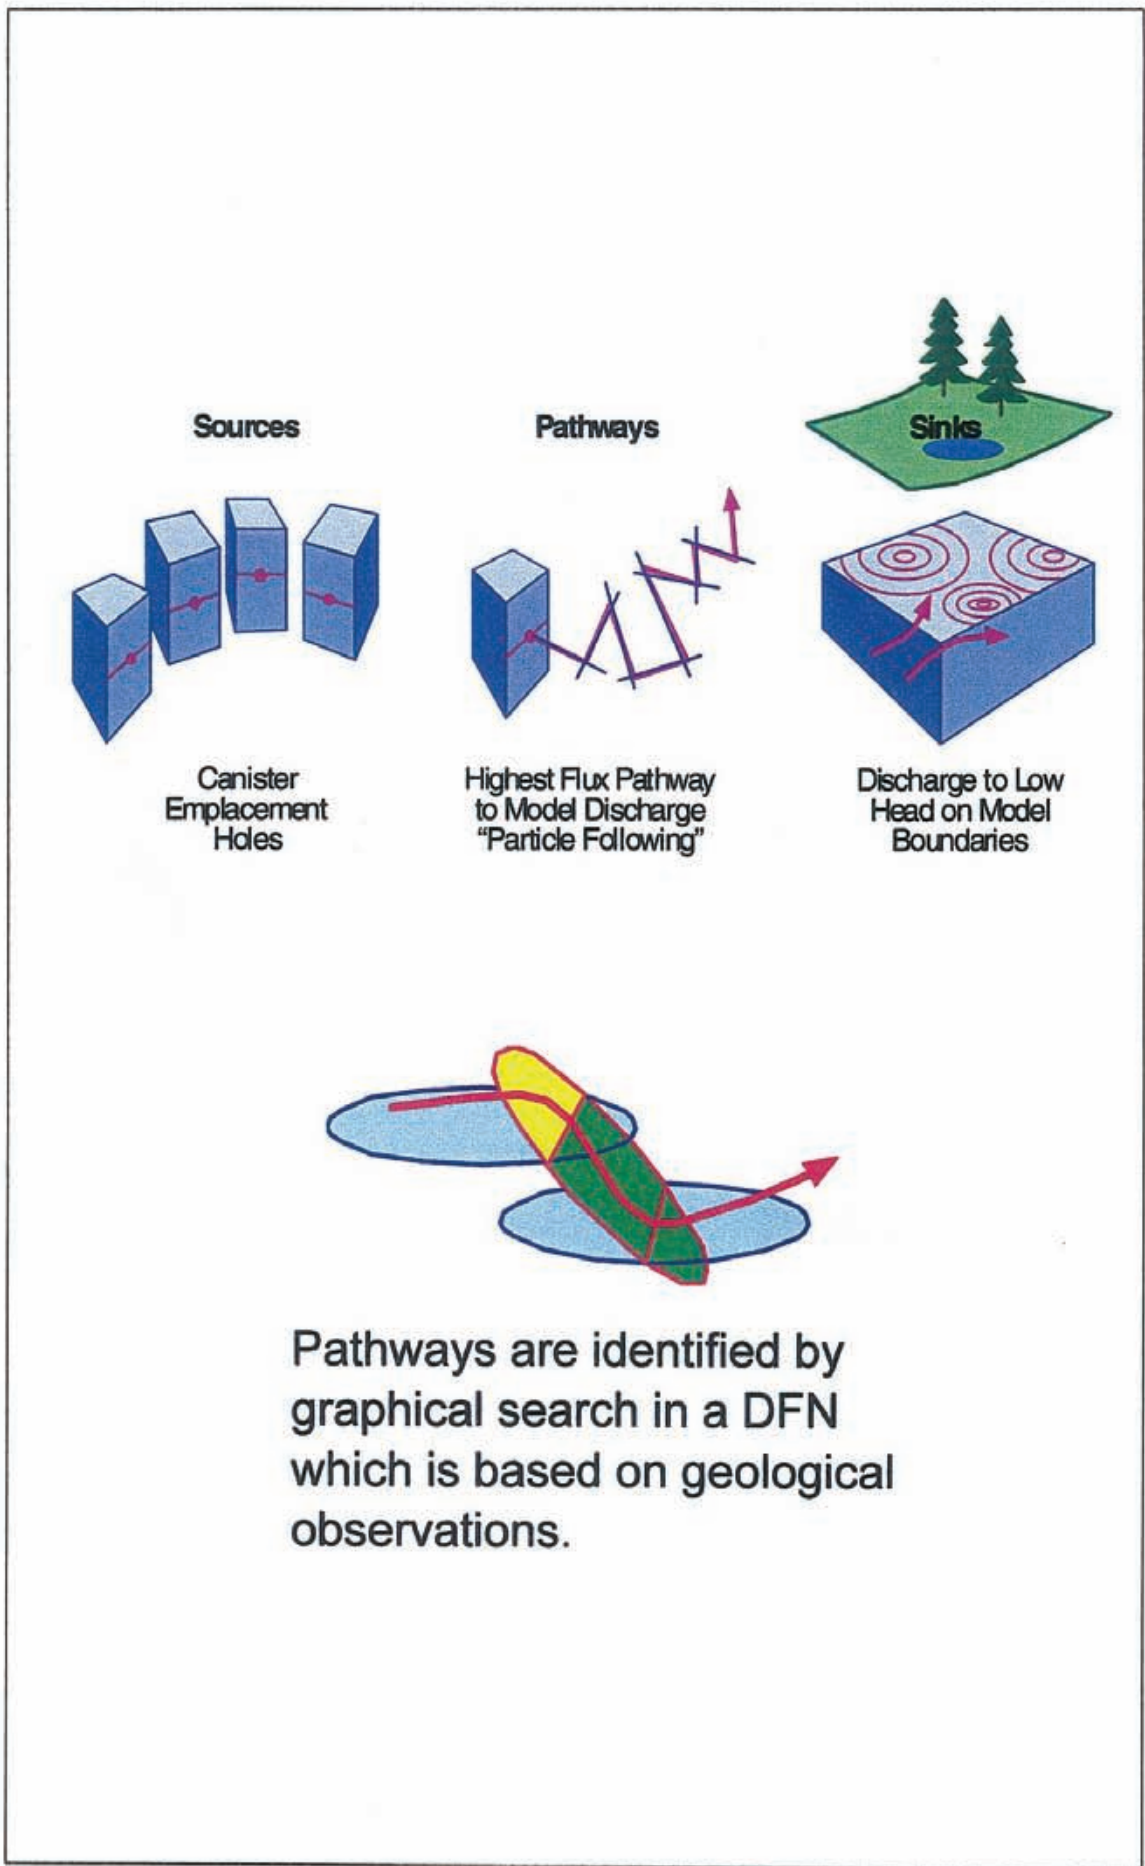 Sources
Pathways
Sinks
Canister
Emplacement
Holes
Highest Flux Pathway
to Model Discharge
“Particle Following”
Discharge to Low
Head on Model
Boundaries
Pathways are identified by
graphical search in a DFN
which is based on geological
observations.